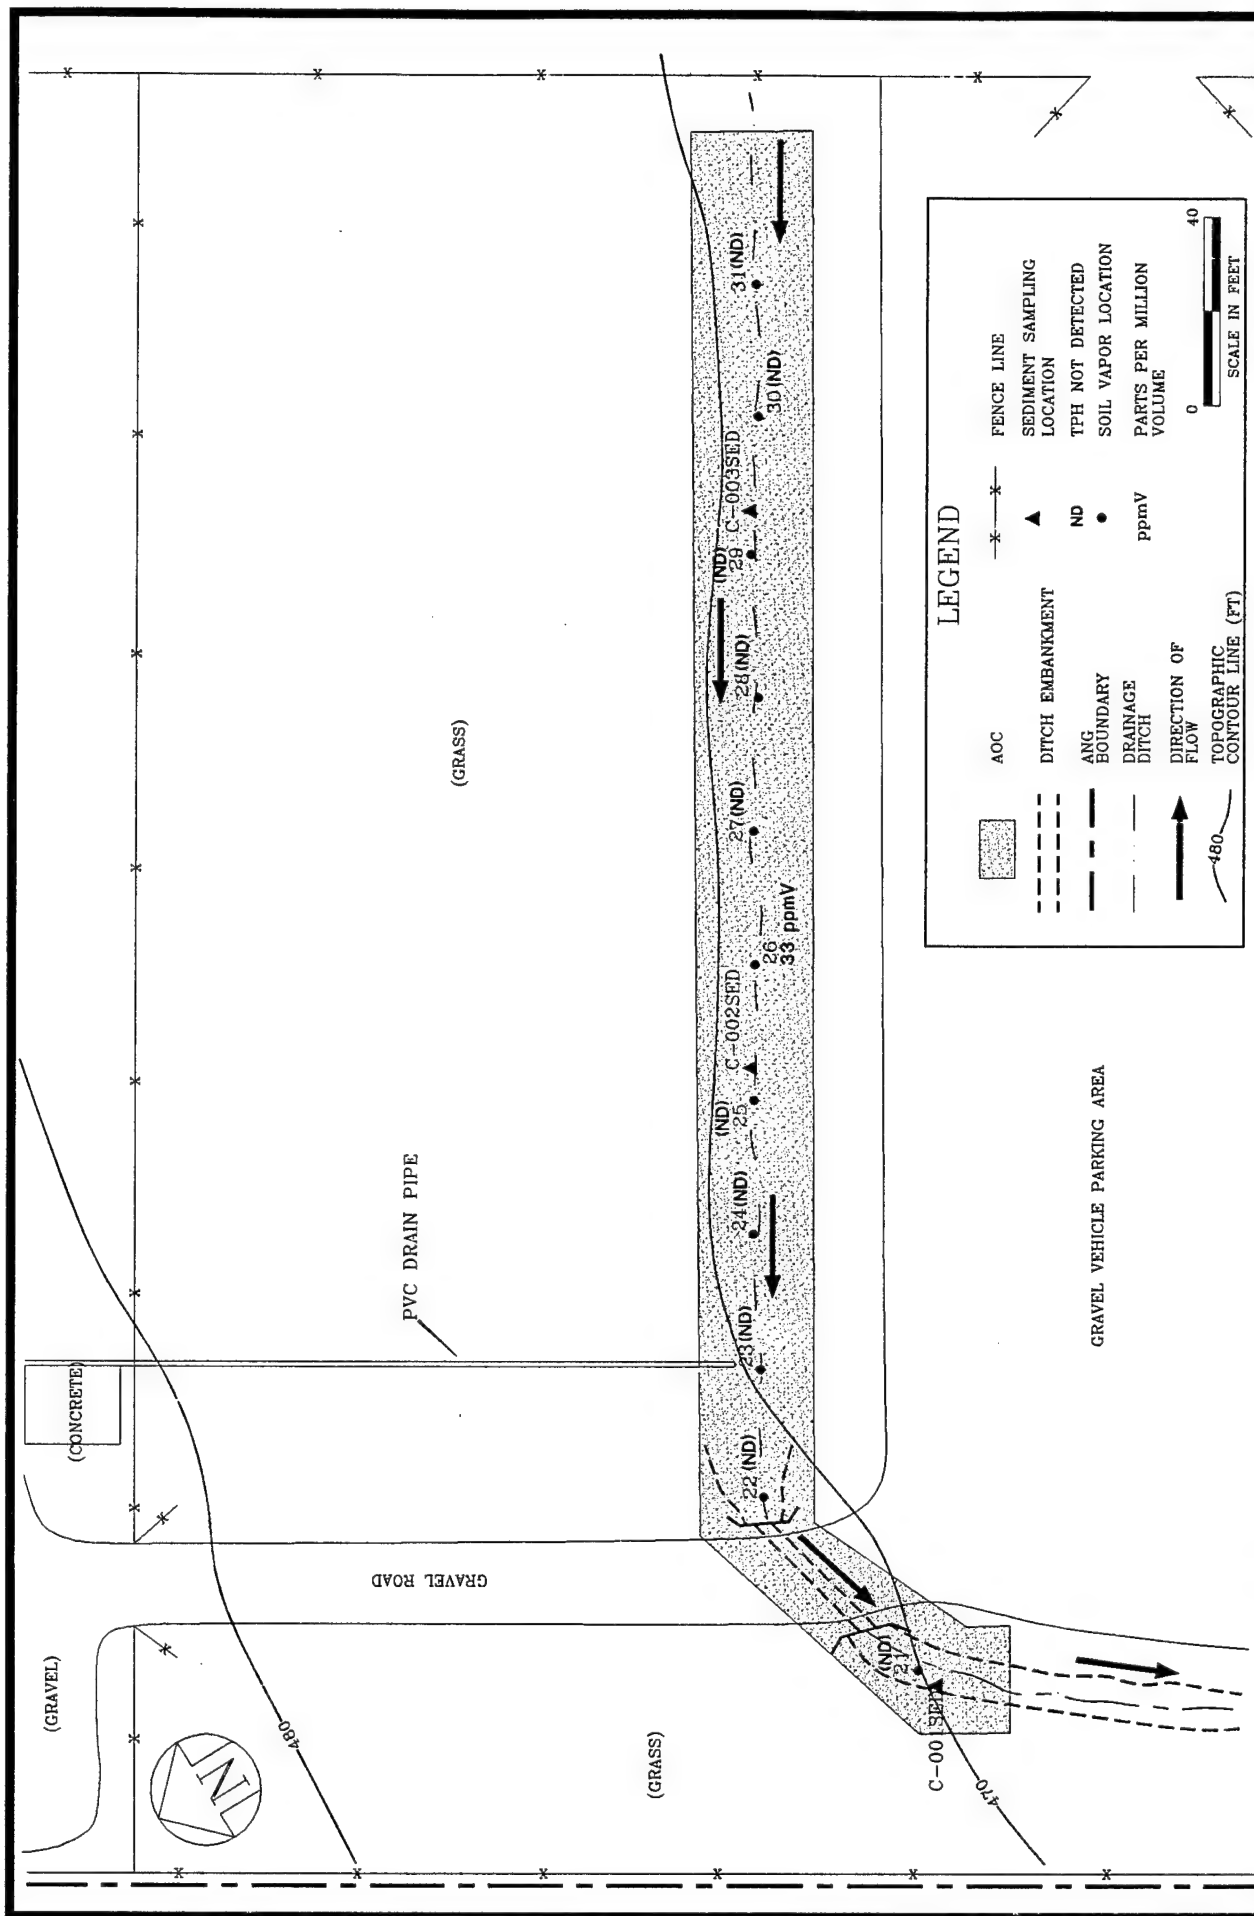 (GRAVEL)
(CONCRETE)
480
GRAVEL ROAD
PVC DRAIN PIPE
(GRASS)
(GRASS)
N
C-001SED
470
21
(ND)
22(ND)
23(ND)
24(ND)
(ND)
25
C-002SED
26
33 ppmV
27(ND)
28(ND)
(ND)
29
C-003SED
30(ND)
31(ND)
GRAVEL VEHICLE PARKING AREA
LEGEND
AOC
DITCH EMBANKMENT
ANG
BOUNDARY
DRAINAGE
DITCH
DIRECTION OF
FLOW
480
TOPOGRAPHIC
CONTOUR LINE (FT)
X X
FENCE LINE
SEDIMENT SAMPLING
LOCATION
ND
TPH NOT DETECTED
SOIL VAPOR LOCATION
ppmV
PARTS PER MILLION
VOLUME
0 40
SCALE IN FEET